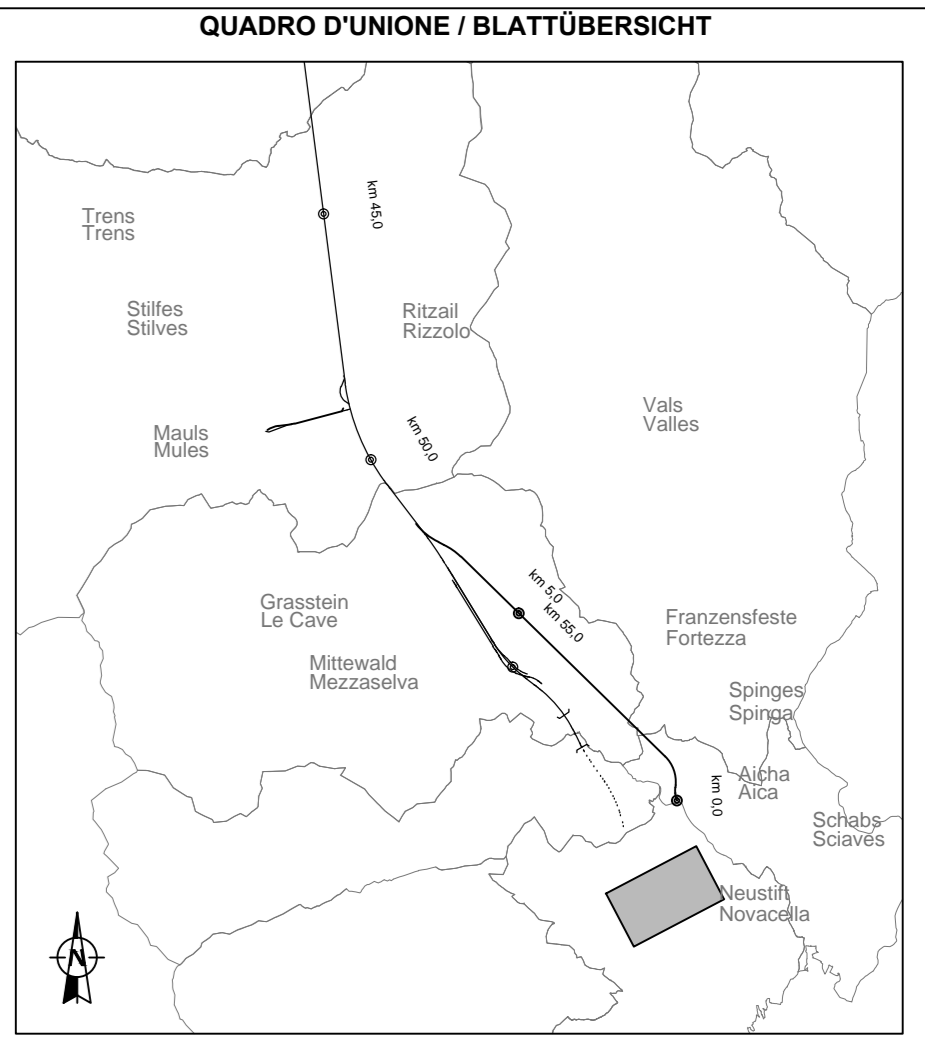 QUADRO D'UNIONE / BLATTÜBERSICHT
Trens
Trens
km 45,0
Stilfes
Stilves
Ritzail
Rizzolo
Vals
Valles
Mauls
Mules
km 50,0
Grasstein
Le Cave
km 5,0
km 55,0
Franzensfeste
Fortezza
Mittewald
Mezzaselva
Spinges
Spinga
Aicha
Aica
km 0,0
Schabs
Sciaves
Neustift
Novacella
N